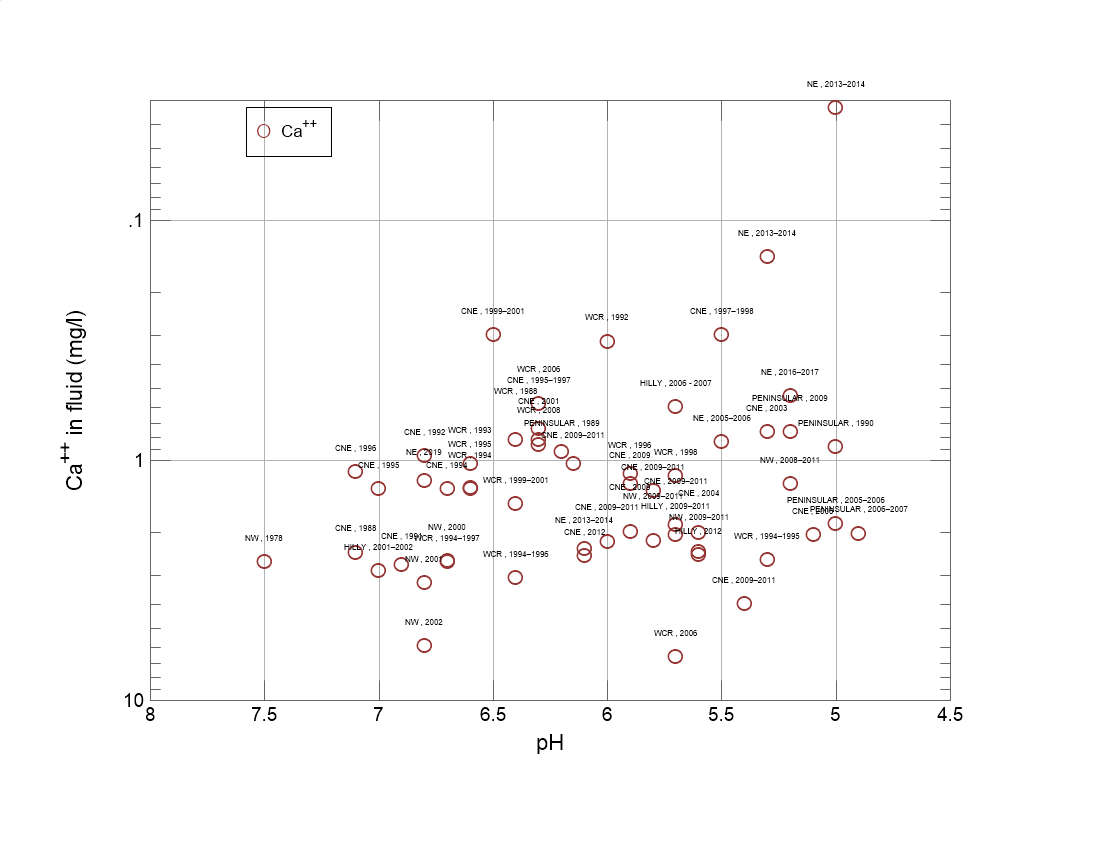 NE , 2013–2014
Ca++
.1
NE , 2013–2014
CNE , 1999–2001
WCR , 1992
CNE , 1997–1998
WCR , 2006
CNE , 1995–1997
WCR , 1988
CNE , 2001
WCR , 2008
HILLY , 2006 - 2007
NE , 2016–2017
PENINSULAR , 2009
CNE , 2003
NE , 2005–2006
PENINSULAR , 1990
PENINSULAR , 1989
CNE , 2009–2011
CNE , 1992
WCR , 1993
CNE , 1996
NE , 2019
WCR , 1995
WCR , 1994
CNE , 1995
CNE , 1994
WCR , 1996
CNE , 2009
WCR , 1998
1
NW , 2008–2011
CNE , 2009–2011
CNE , 2009–2011
WCR , 1999–2001
CNE , 2009
NW , 2009–2011
CNE , 2004
CNE , 2009–2011
HILLY , 2009–2011
PENINSULAR , 2005–2006
PENINSULAR , 2006–2007
NE , 2013–2014
NW , 2009–2011
CNE , 2012
HILLY , 2012
CNE , 1988
NW , 2000
NW , 1978
WCR , 1994–1997
HILLY , 2001–2002
WCR , 1994–1995
WCR , 1994–1996
NW , 2001
CNE , 2009–2011
NW , 2002
WCR , 2006
10
8 7.5 7 6.5 6 5.5 5 4.5
pH
Ca++ in fluid (mg/l)